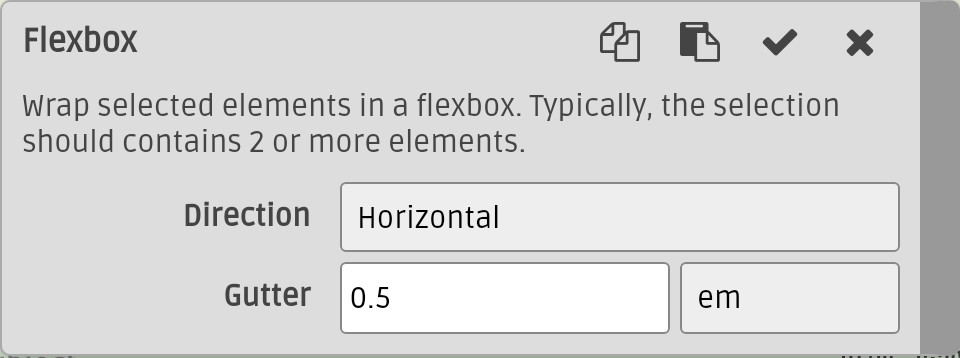 Flexbox
Wrap selected elements in a flexbox. Typically, the selection
should contains 2 or more elements.
Direction Horizontal
Gutter 0.5 em